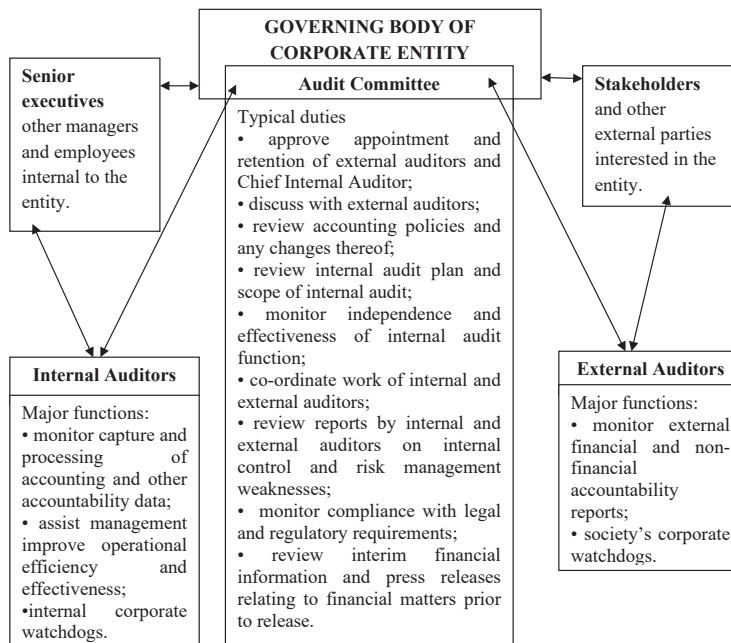 GOVERNING BODY OF
CORPORATE ENTITY
Audit Committee
Senior
executives
other managers
and employees
internal to the
entity.
Stakeholders
and other
external parties
interested in the
entity.
Typical duties
• approve appointment and
retention of external auditors and
Chief Internal Auditor;
• discuss with external auditors;
• review accounting policies and
any changes thereof;
• review internal audit plan and
scope of internal audit;
• monitor independence and
effectiveness of internal audit
function;
• co-ordinate work of internal and
external auditors;
• review reports by internal and
external auditors on internal
control and risk management
weaknesses;
• monitor compliance with legal
and regulatory requirements;
• review interim financial
information and press releases
relating to financial matters prior
to release.
Internal Auditors
Major functions:
• monitor capture and
processing of
accounting and other
accountability data;
• assist management
improve operational
efficiency and
effectiveness;
•internal corporate
watchdogs.
External Auditors
Major functions:
• monitor external
financial and non-
financial
accountability
reports;
• society’s corporate
watchdogs.